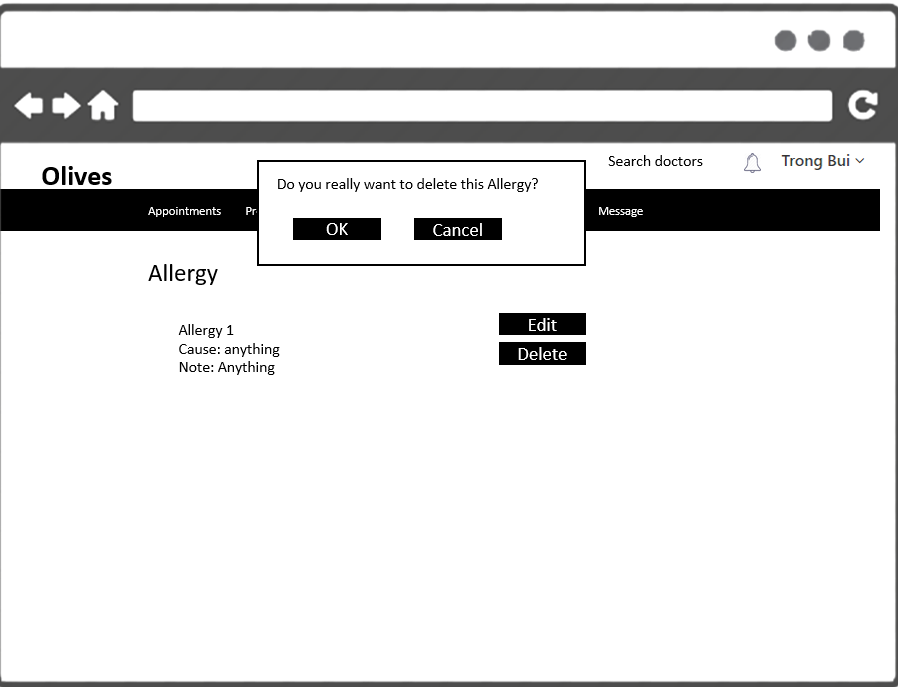 Olives
Search doctors
Trong Bui
Do you really want to delete this Allergy?
OK
Cancel
Appointments
Message
Allergy
Allergy 1
Cause: anything
Note: Anything
Edit
Delete